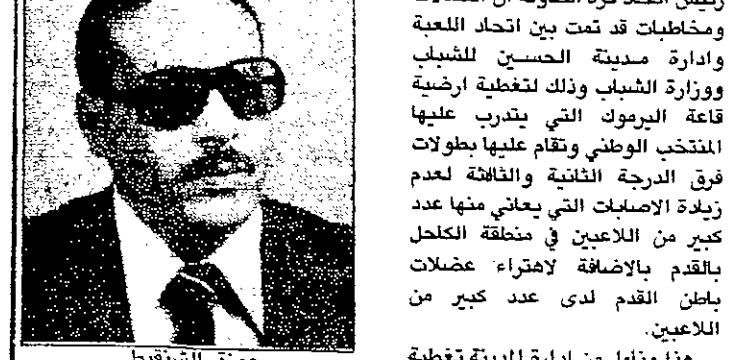 ومخاطبات قد تمت بين اتحاد اللعبة
وادارة مدينة الحسين للشباب
ووزارة الشباب وذلك لتغطية ارضية
قاعة اليرموك التي يتدرب عليها
المنتخب الوطني وتقام عليها بطولات
فرق الدرجة الثانية والثالثة لعدم
زيادة الاصابات التي يعاني منها عدد
كبير من اللاعبين في منطقة الكاحل
بالقدم بالاضافة لاهتراء عضلات
باطن القدم لدى عدد كبير من
اللاعبين.